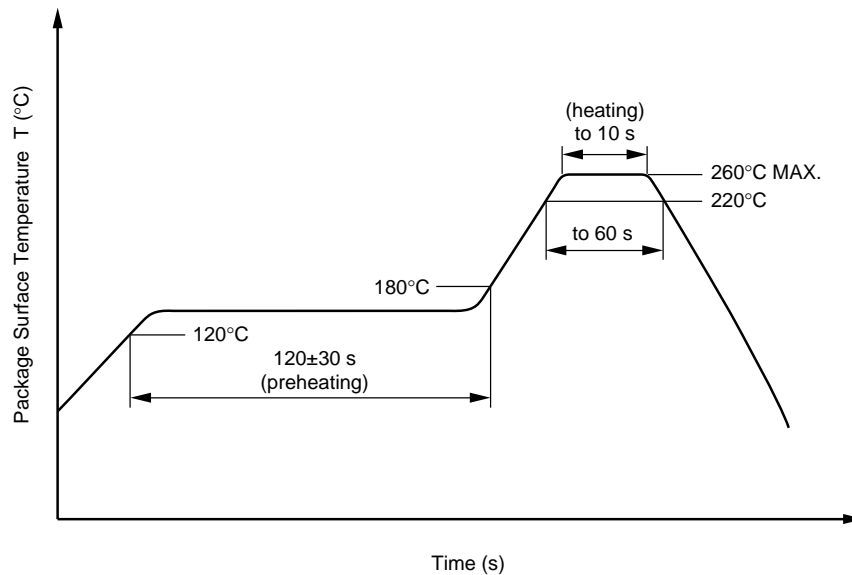 Package Surface Temperature T (°C)
(heating)
to 10 s
260°C MAX.
220°C
to 60 s
180°C
120°C
120±30 s
(preheating)
Time (s)